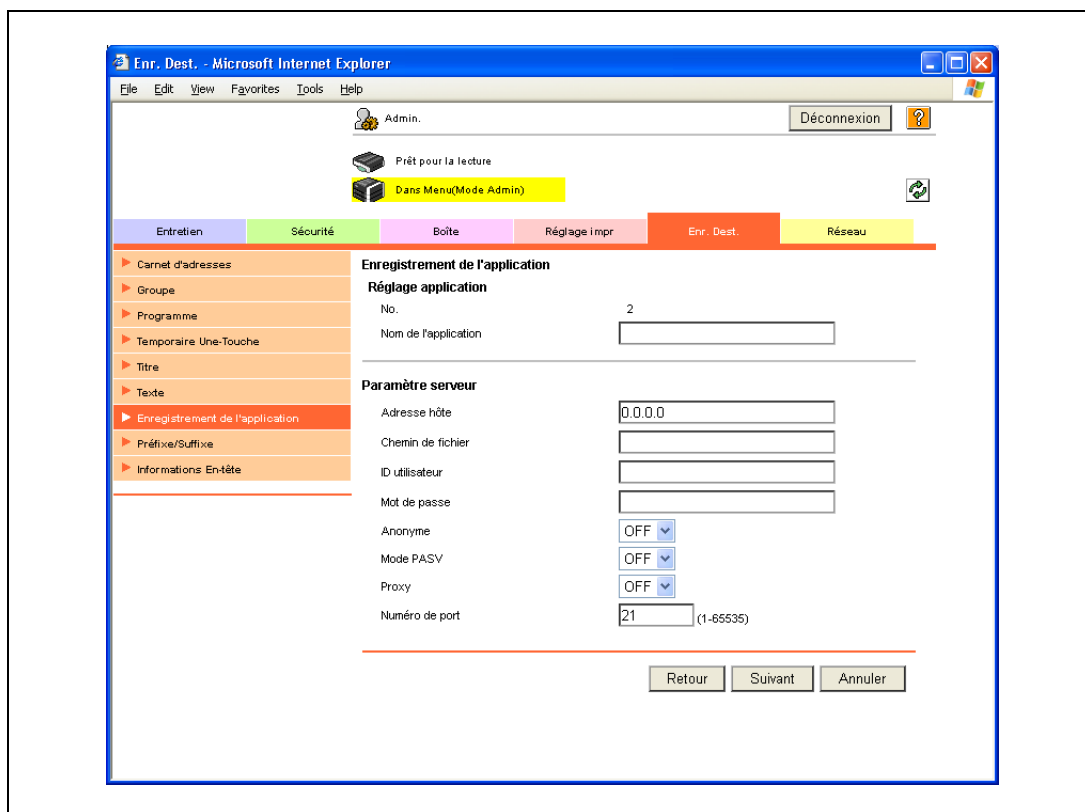 Enr. Dest. - Microsoft Internet Explorer
File Edit View Favorites Tools Help
Admin. Déconnexion ?
Prêt pour la lecture
Dans Menu(Mode Admin)
Entretien Sécurité Boîte Réglage impr Enr. Dest. Réseau
Carnet d'adresses
Groupe
Programme
Temporaire Une-Touche
Titre
Texte
Enregistrement de l'application
Préfixe/Suffixe
Informations En-tête
Enregistrement de l'application
Réglage application
No. 2
Nom de l'application
Paramètre serveur
Adresse hôte 0.0.0.0
Chemin de fichier
ID utilisateur
Mot de passe
Anonyme OFF
Mode PASV OFF
Proxy OFF
Numéro de port 21 (1-65535)
Retour Suivant Annuler